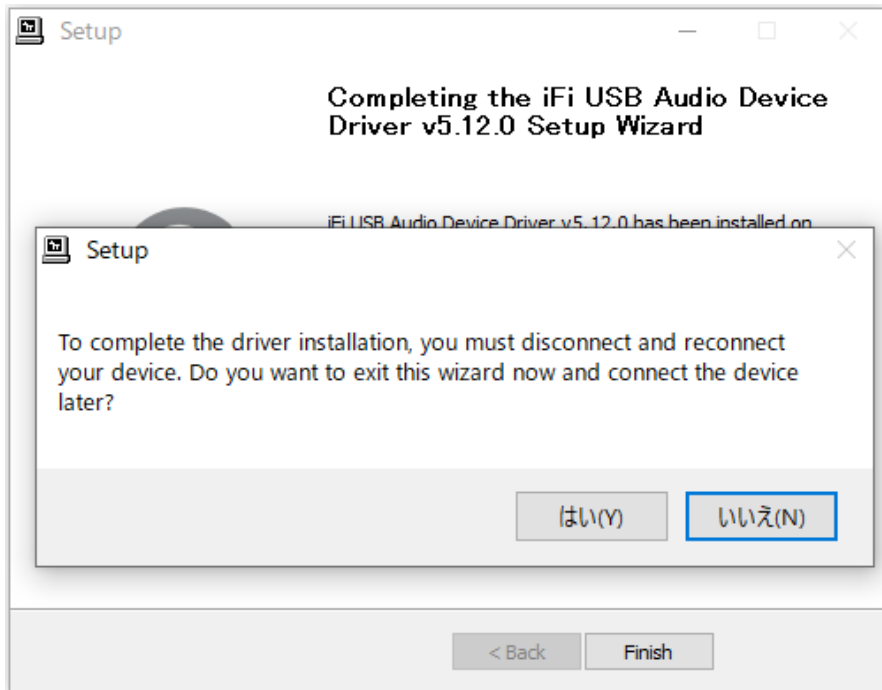 Setup
Completing the iFi USB Audio Device
Driver v5.12.0 Setup Wizard
iFi USB Audio Device Driver v5.12.0 has been installed on
Setup
To complete the driver installation, you must disconnect and reconnect
your device. Do you want to exit this wizard now and connect the device
later?
はい(Y)
いいえ(N)
< Back
Finish